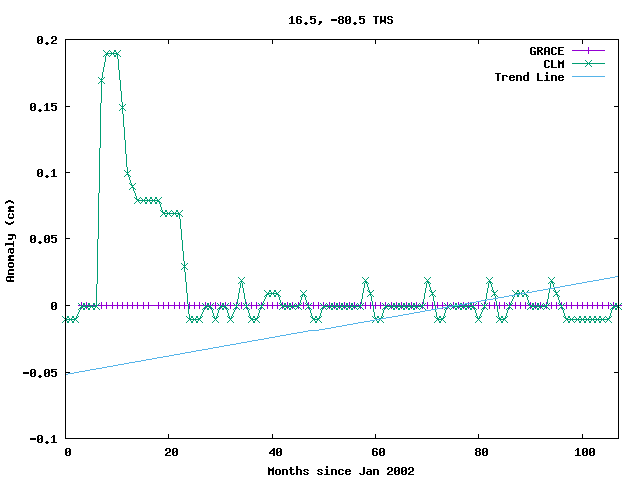 16.5, -80.5 TWS
GRACE
CLM
Trend Line
0.2
0.15
0.1
0.05
0
-0.05
-0.1
Anomaly (cm)
0 20 40 60 80 100
Months since Jan 2002